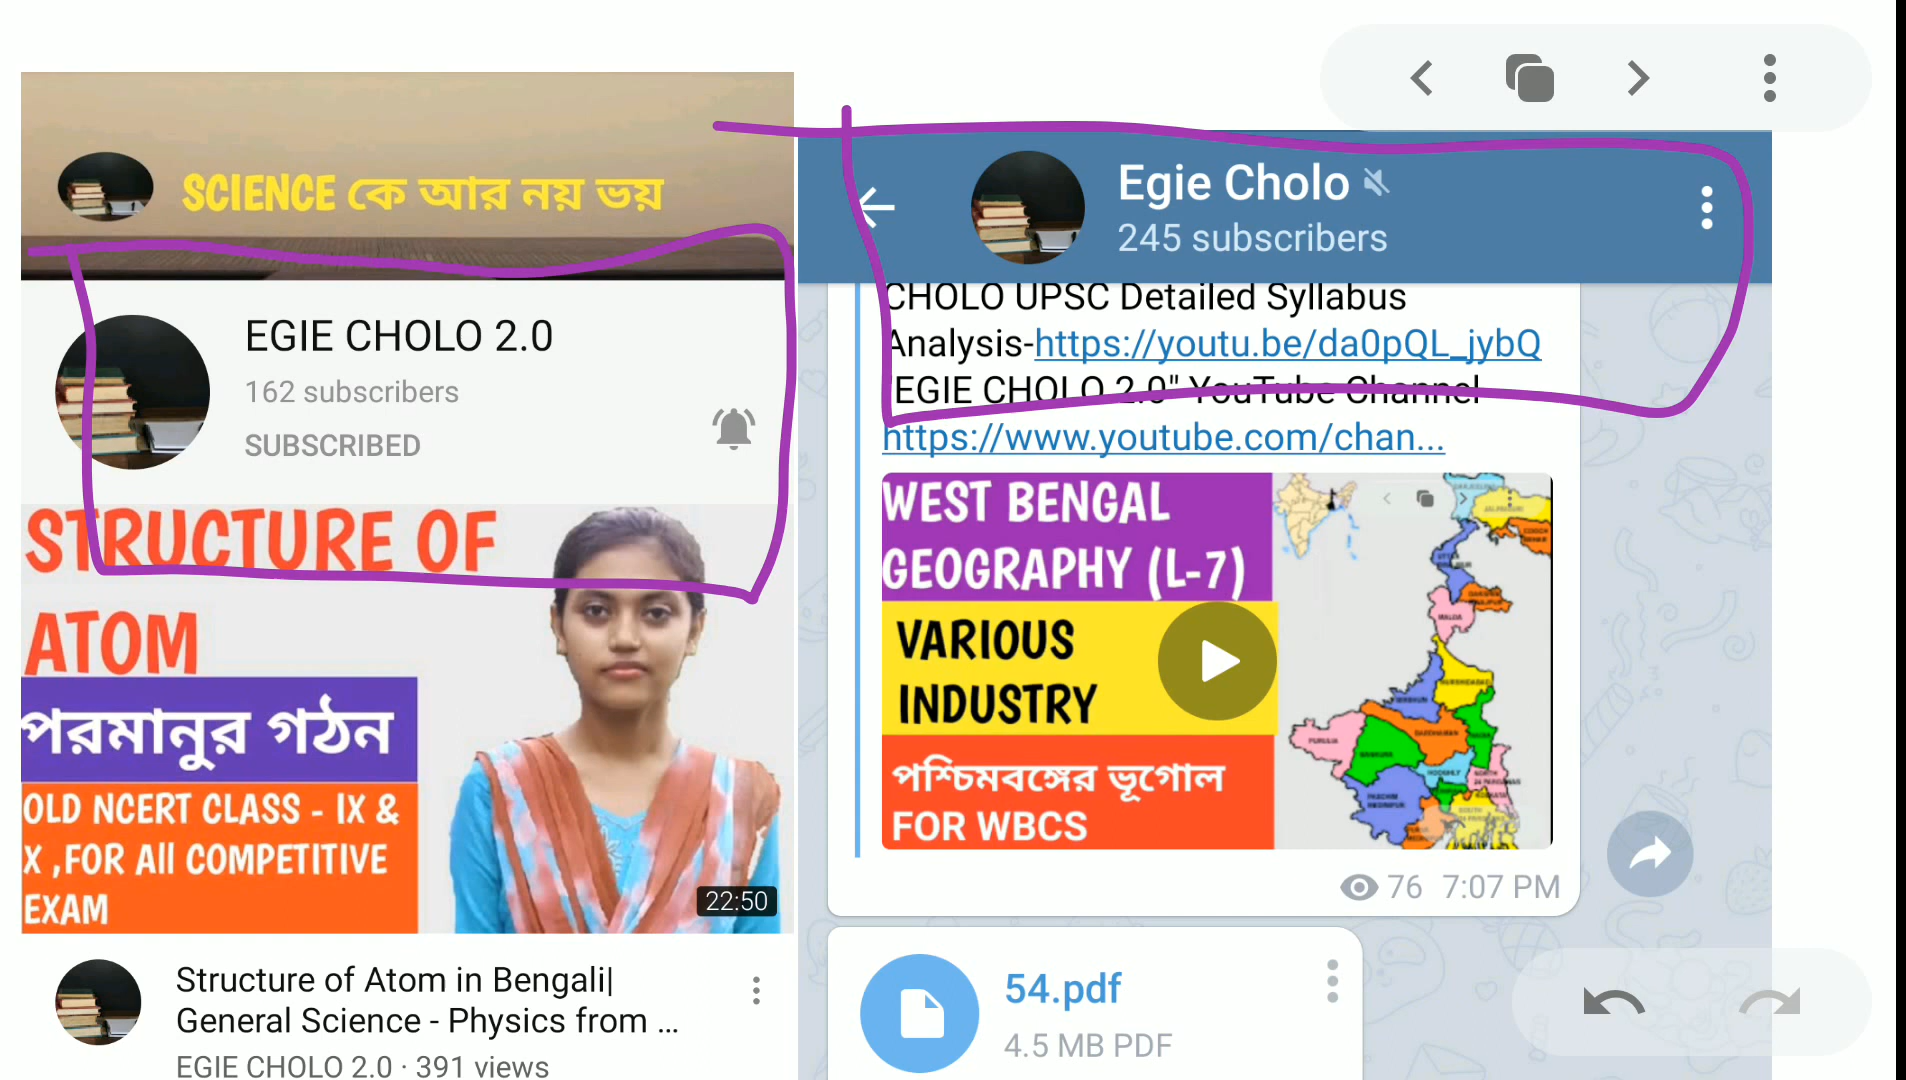 SCIENCE কে আর নয় ভয়
EGIE CHOLO 2.0
162 subscribers
SUBSCRIBED
STRUCTURE OF
ATOM
পরমানুর গঠন
OLD NCERT CLASS - IX &
X ,FOR All COMPETITIVE
EXAM
22:50
Structure of Atom in Bengali|
General Science - Physics from ...
EGIE CHOLO 2.0 · 391 views
Egie Cholo
245 subscribers
CHOLO UPSC Detailed Syllabus
Analysis-https://youtu.be/da0pQL_jybQ
"EGIE CHOLO 2.0" YouTube Channel
https://www.youtube.com/chan...
WEST BENGAL
GEOGRAPHY (L-7)
VARIOUS
INDUSTRY
পশ্চিমবঙ্গের ভূগোল
FOR WBCS
MALDA
PURULIA
HOOGHLY
76 7:07 PM
54.pdf
4.5 MB PDF